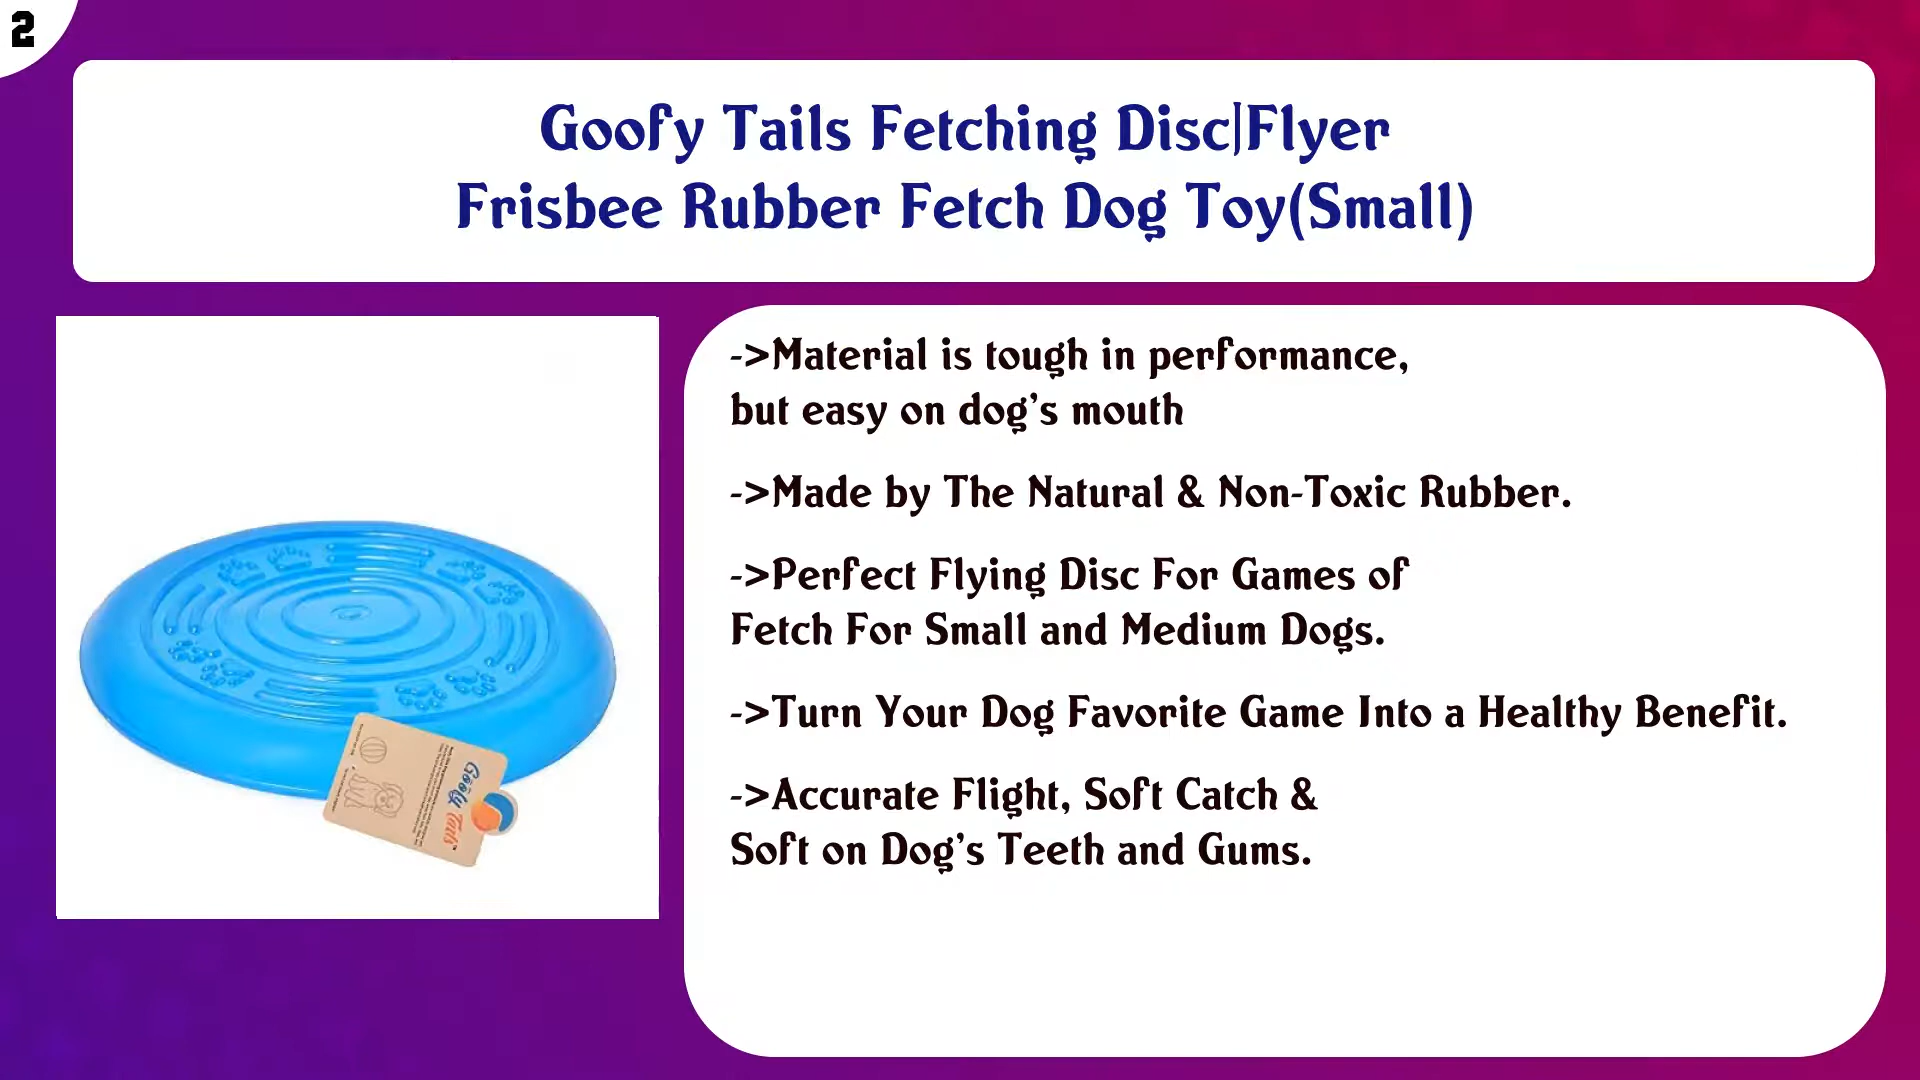 2
Goofy Tails Fetching Disc|Flyer
Frisbee Rubber Fetch Dog Toy(Small)
->Material is tough in performance,
but easy on dog's mouth
->Made by The Natural & Non-Toxic Rubber.
->Perfect Flying Disc For Games of
Fetch For Small and Medium Dogs.
->Turn Your Dog Favorite Game Into a Healthy Benefit.
->Accurate Flight, Soft Catch &
Soft on Dog's Teeth and Gums.
Goofy
Tails